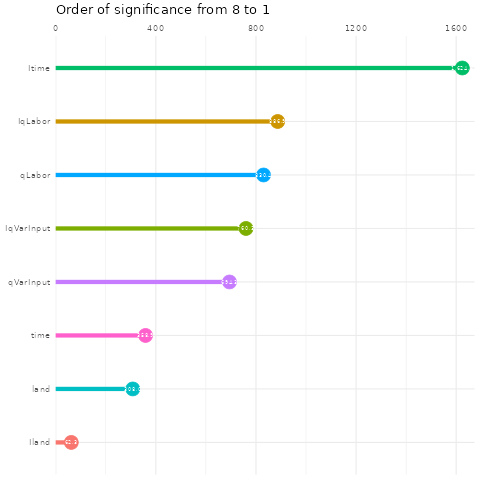 Order of significance from 8 to 1
0 400 800 1200 1600
ltime
lqLabor
qLabor
lqVarInput
qVarInput
time
land
lland